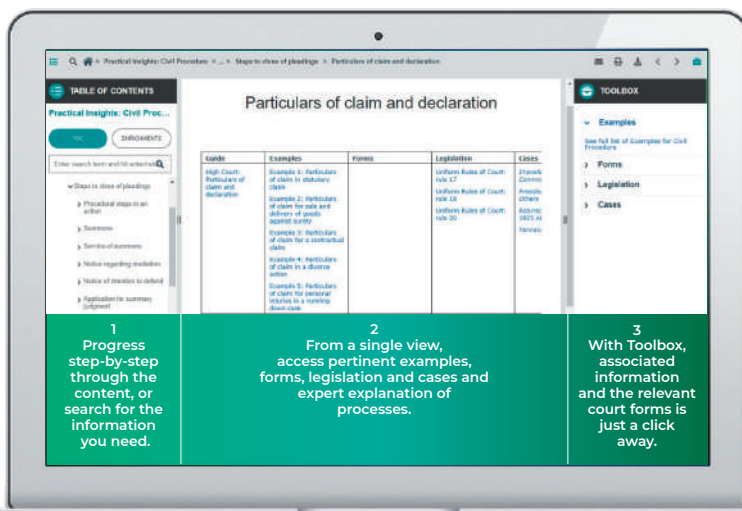 Practical Insights: Civil Procedure > ... > Steps to close of pleadings > Particulars of claim and declaration
TABLE OF CONTENTS
Practical Insights: Civil Proc...
TOC
ENRICHMENTS
Enter search term and hit enter
Steps to close of pleadings
Procedural steps in an
action
Summons
Service of summons
Notice regarding mediation
Notice of intention to defend
Application for summary
judgment
Particulars of claim and declaration
Guide
Examples
Forms
Legislation
Cases
High Court:
Particulars of
claim and
declaration
Example 1: Particulars
of claim in statutory
claim
Example 2: Particulars
of claim for sale and
delivery of goods
against surety
Example 3: Particulars
of claim for a contractual
claim
Example 4: Particulars
of claim in a divorce
action
Example 5: Particulars
of claim for personal
injuries in a running
down case
Uniform Rules of Court:
rule 17
Uniform Rules of Court:
rule 18
Uniform Rules of Court:
rule 20
Others
TOOLBOX
Examples
See full list of Examples for Civil
Procedure
Forms
Legislation
Cases
1
Progress
step-by-step
through the
content, or
search for the
information
you need.
2
From a single view,
access pertinent examples,
forms, legislation and cases and
expert explanation of
processes.
3
With Toolbox,
associated
information
and the relevant
court forms is
just a click
away.